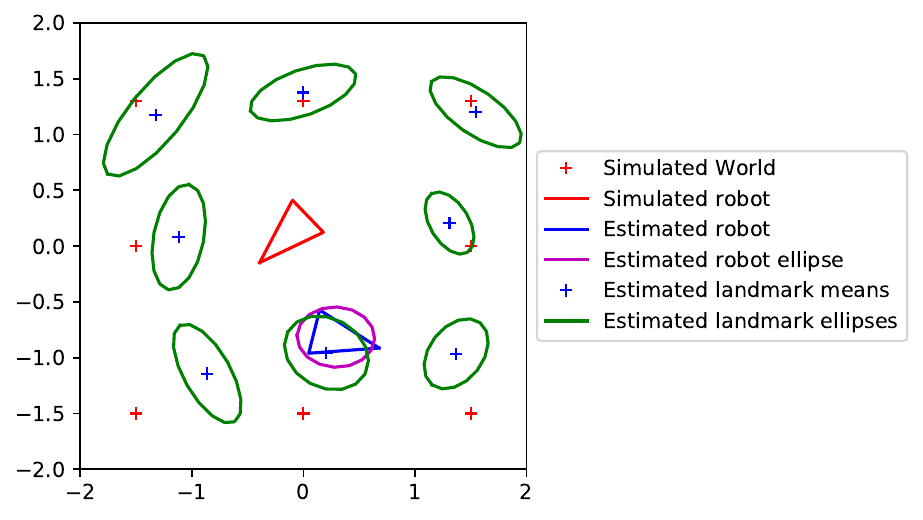 2.0
1.5
1.0
0.5
0.0
−0.5
−1.0
−1.5
−2.0
−2
−1
0
1
2
Simulated World
Simulated robot
Estimated robot
Estimated robot ellipse
Estimated landmark means
Estimated landmark ellipses